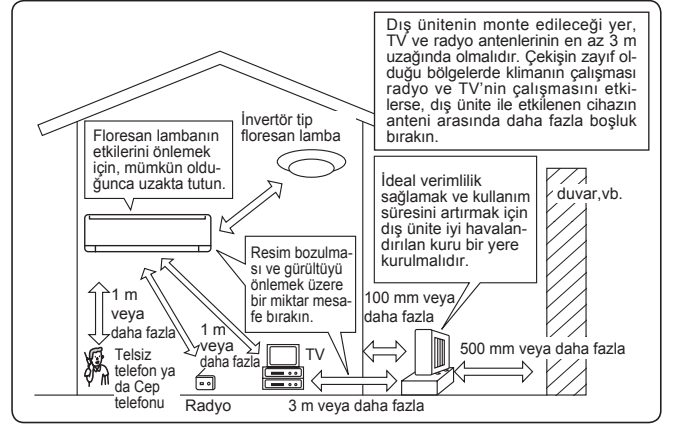 Dış ünitenin monte edileceği yer,
TV ve radyo antenlerinin en az 3 m
uzağında olmalıdır. Çekişin zayıf ol-
duğu bölgelerde klimanın çalışması
radyo ve TV'nin çalışmasını etki-
lerse, dış ünite ile etkilenen cihazın
anteni arasında daha fazla boşluk
bırakın.
Floresan lambanın
etkilerini önlemek
için, mümkün oldu-
ğunca uzakta tutun.
İnvertör tip
floresan lamba
İdeal verimlilik
sağlamak ve kullanım
süresini artırmak için
dış ünite iyi havalan-
dırılan kuru bir yere
kurulmalıdır.
duvar,vb.
Resim bozulma-
sı ve gürültüyü
önlemek üzere
bir miktar mesa-
fe bırakın.
1 m
veya
daha fazla
1 m
veya
daha fazla
100 mm veya
daha fazla
500 mm veya daha fazla
Telsiz
telefon ya
da Cep
telefonu
Radyo
TV
3 m veya daha fazla